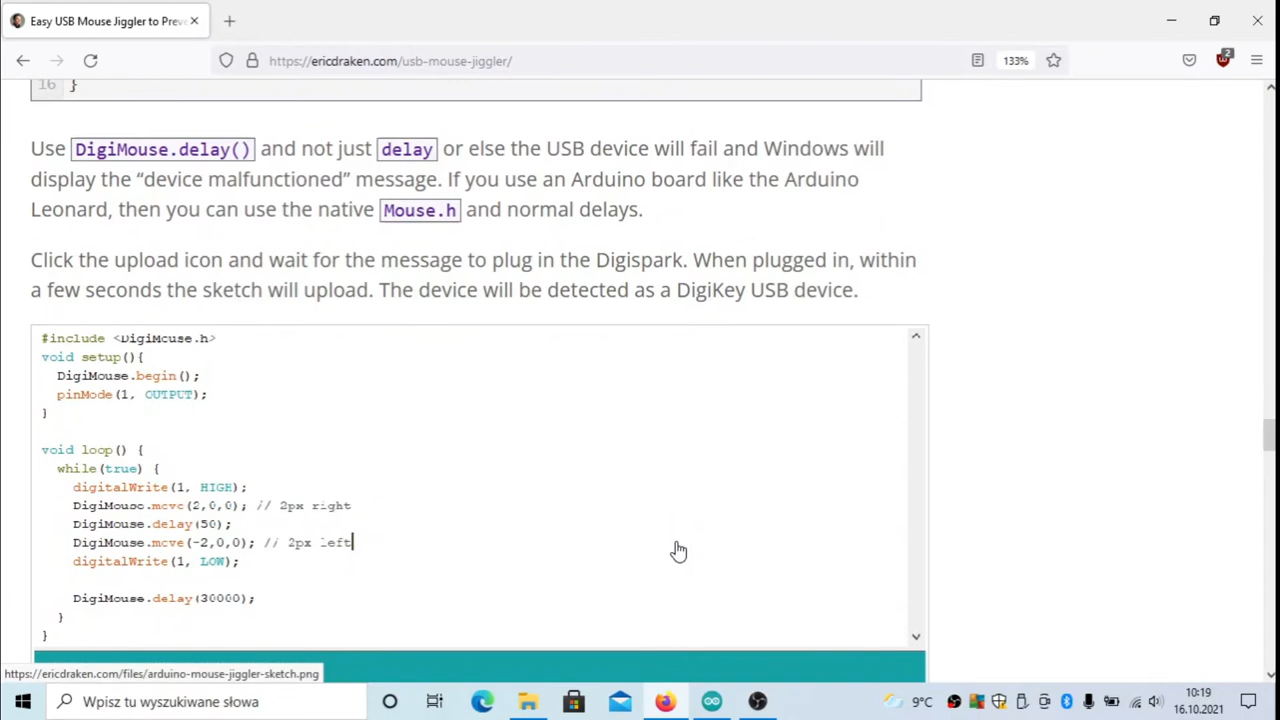 Easy USB Mouse Jiggler to Prev
https://ericdraken.com/usb-mouse-jiggler/
133%
2
16 }
Use DigiMouse.delay() and not just delay or else the USB device will fail and Windows will
display the “device malfunctioned” message. If you use an Arduino board like the Arduino
Leonard, then you can use the native Mouse.h and normal delays.
Click the upload icon and wait for the message to plug in the Digispark. When plugged in, within
a few seconds the sketch will upload. The device will be detected as a DigiKey USB device.
#include <DigiMouse.h>
void setup(){
DigiMouse.begin();
pinMode(1, OUTPUT);
}
void loop() {
while(true) {
digitalWrite(1, HIGH);
DigiMouse.move(2,0,0); // 2px right
DigiMouse.delay(50);
DigiMouse.move(-2,0,0); // 2px left
digitalWrite(1, LOW);
DigiMouse.delay(30000);
}
}
https://ericdraken.com/files/arduino-mouse-jiggler-sketch.png
Wpisz tu wyszukiwane słowa
9°C
10:19
16.10.2021